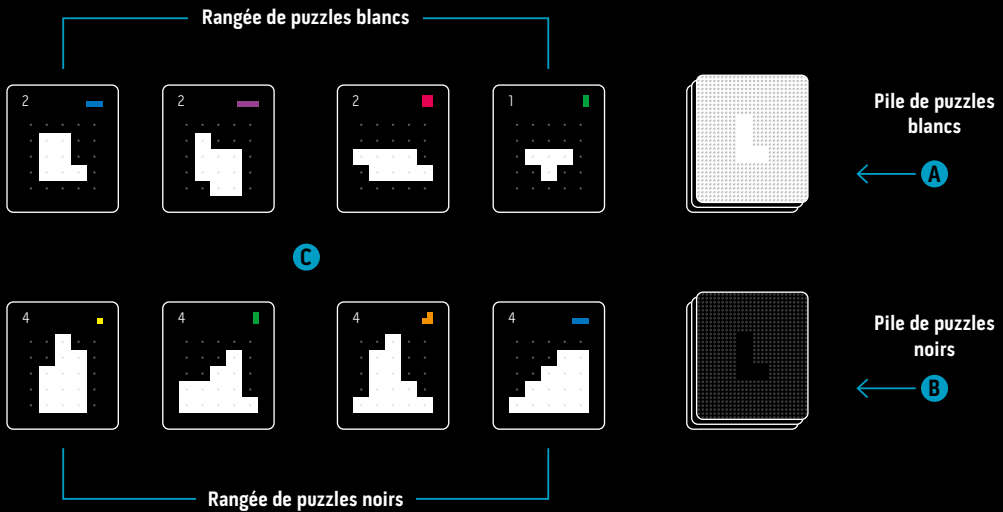 Rangée de puzzles blancs
2
2
2
1
Pile de puzzles
blancs
A
C
4
4
4
4
Pile de puzzles
noirs
B
Rangée de puzzles noirs